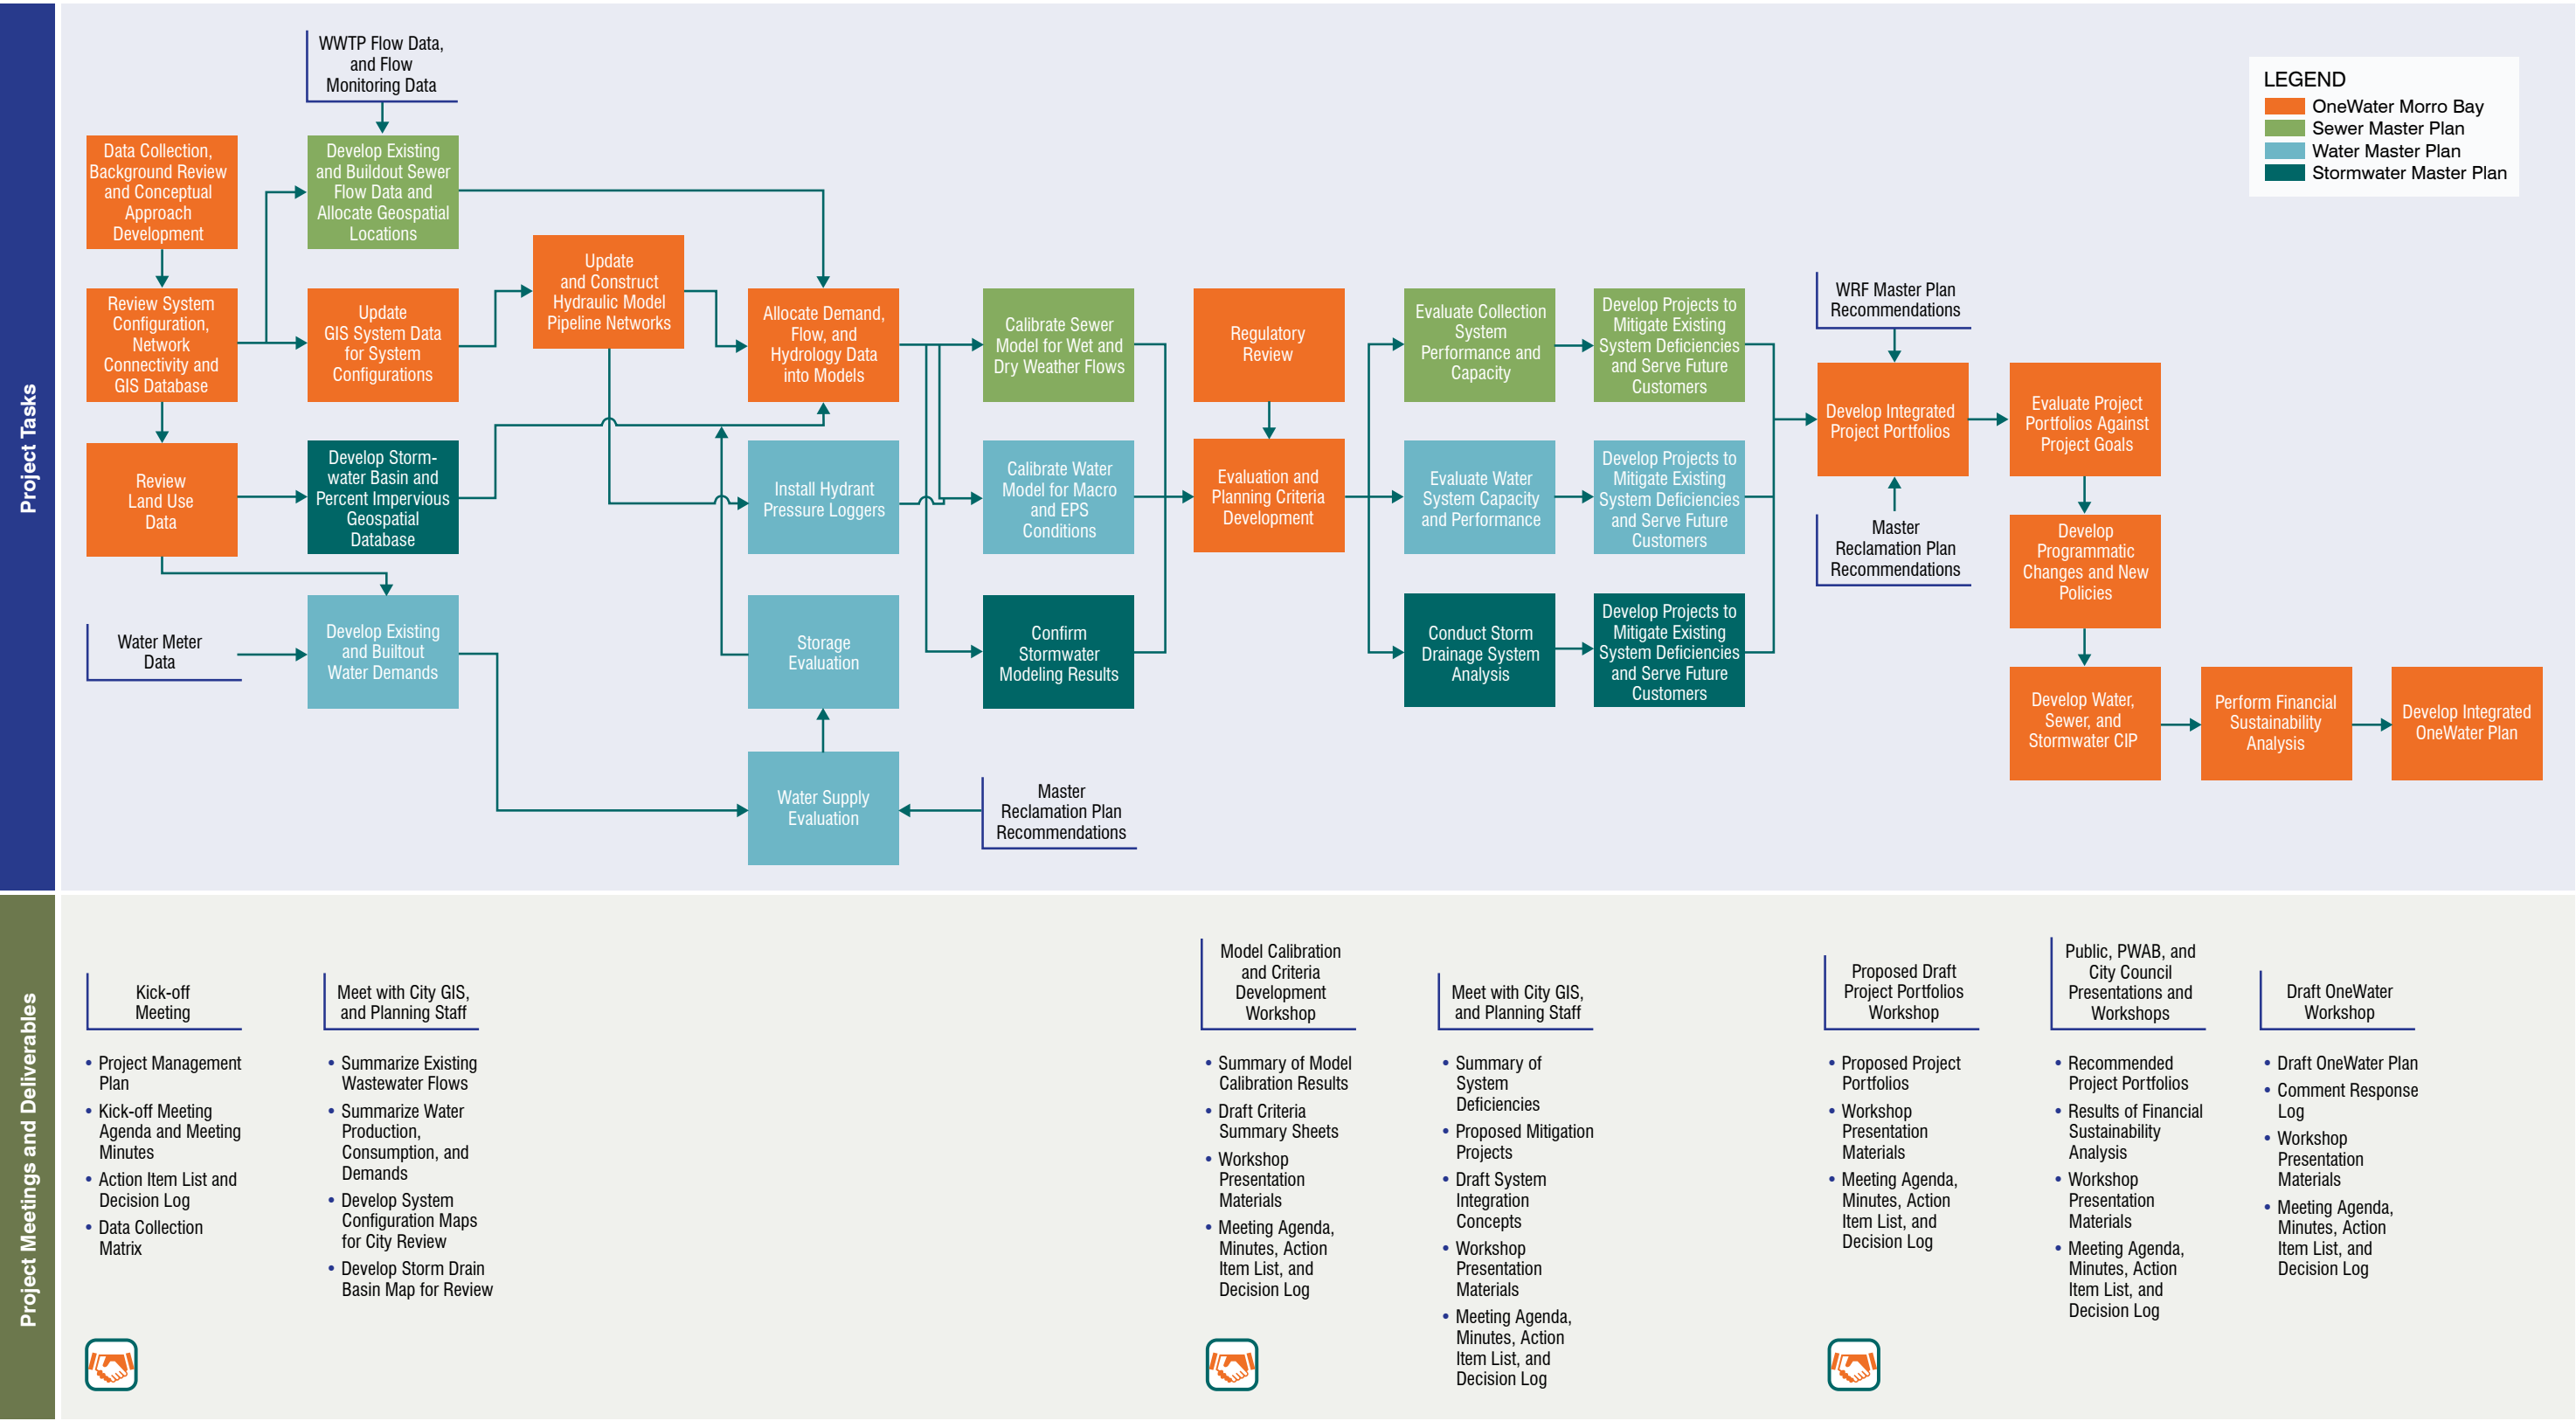 Project Tasks
WWTP Flow Data,
and Flow
Monitoring Data
LEGEND
OneWater Morro Bay
Sewer Master Plan
Water Master Plan
Stormwater Master Plan
Data Collection,
Background Review
and Conceptual
Approach
Development
Develop Existing
and Buildout Sewer
Flow Data and
Allocate Geospatial
Locations
Review System
Configuration,
Network
Connectivity and
GIS Database
Update
GIS System Data
for System
Configurations
Update
and Construct
Hydraulic Model
Pipeline Networks
Allocate Demand,
Flow, and
Hydrology Data
into Models
Calibrate Sewer
Model for Wet and
Dry Weather Flows
Regulatory
Review
Evaluate Collection
System
Performance and
Capacity
Develop Projects to
Mitigate Existing
System Deficiencies
and Serve Future
Customers
WRF Master Plan
Recommendations
Develop Integrated
Project Portfolios
Evaluate Project
Portfolios Against
Project Goals
Review
Land Use
Data
Develop Storm-
water Basin and
Percent Impervious
Geospatial
Database
Install Hydrant
Pressure Loggers
Calibrate Water
Model for Macro
and EPS
Conditions
Evaluation and
Planning Criteria
Development
Evaluate Water
System Capacity
and Performance
Develop Projects to
Mitigate Existing
System Deficiencies
and Serve Future
Customers
Master
Reclamation Plan
Recommendations
Develop
Programmatic
Changes and New
Policies
Water Meter
Data
Develop Existing
and Builtout
Water Demands
Storage
Evaluation
Confirm
Stormwater
Modeling Results
Conduct Storm
Drainage System
Analysis
Develop Projects to
Mitigate Existing
System Deficiencies
and Serve Future
Customers
Develop Water,
Sewer, and
Stormwater CIP
Perform Financial
Sustainability
Analysis
Develop Integrated
OneWater Plan
Water Supply
Evaluation
Master
Reclamation Plan
Recommendations
Project Meetings and Deliverables
Kick-off
Meeting
• Project Management
Plan
• Kick-off Meeting
Agenda and Meeting
Minutes
• Action Item List and
Decision Log
• Data Collection
Matrix
Meet with City GIS,
and Planning Staff
• Summarize Existing
Wastewater Flows
• Summarize Water
Production,
Consumption, and
Demands
• Develop System
Configuration Maps
for City Review
• Develop Storm Drain
Basin Map for Review
Model Calibration
and Criteria
Development
Workshop
• Summary of Model
Calibration Results
• Draft Criteria
Summary Sheets
• Workshop
Presentation
Materials
• Meeting Agenda,
Minutes, Action
Item List, and
Decision Log
Meet with City GIS,
and Planning Staff
• Summary of
System
Deficiencies
• Proposed Mitigation
Projects
• Draft System
Integration
Concepts
• Workshop
Presentation
Materials
• Meeting Agenda,
Minutes, Action
Item List, and
Decision Log
Proposed Draft
Project Portfolios
Workshop
• Proposed Project
Portfolios
• Workshop
Presentation
Materials
• Meeting Agenda,
Minutes, Action
Item List, and
Decision Log
Public, PWAB, and
City Council
Presentations and
Workshops
• Recommended
Project Portfolios
• Results of Financial
Sustainability
Analysis
• Workshop
Presentation
Materials
• Meeting Agenda,
Minutes, Action
Item List, and
Decision Log
Draft OneWater
Workshop
• Draft OneWater Plan
• Comment Response
Log
• Workshop
Presentation
Materials
• Meeting Agenda,
Minutes, Action
Item List, and
Decision Log